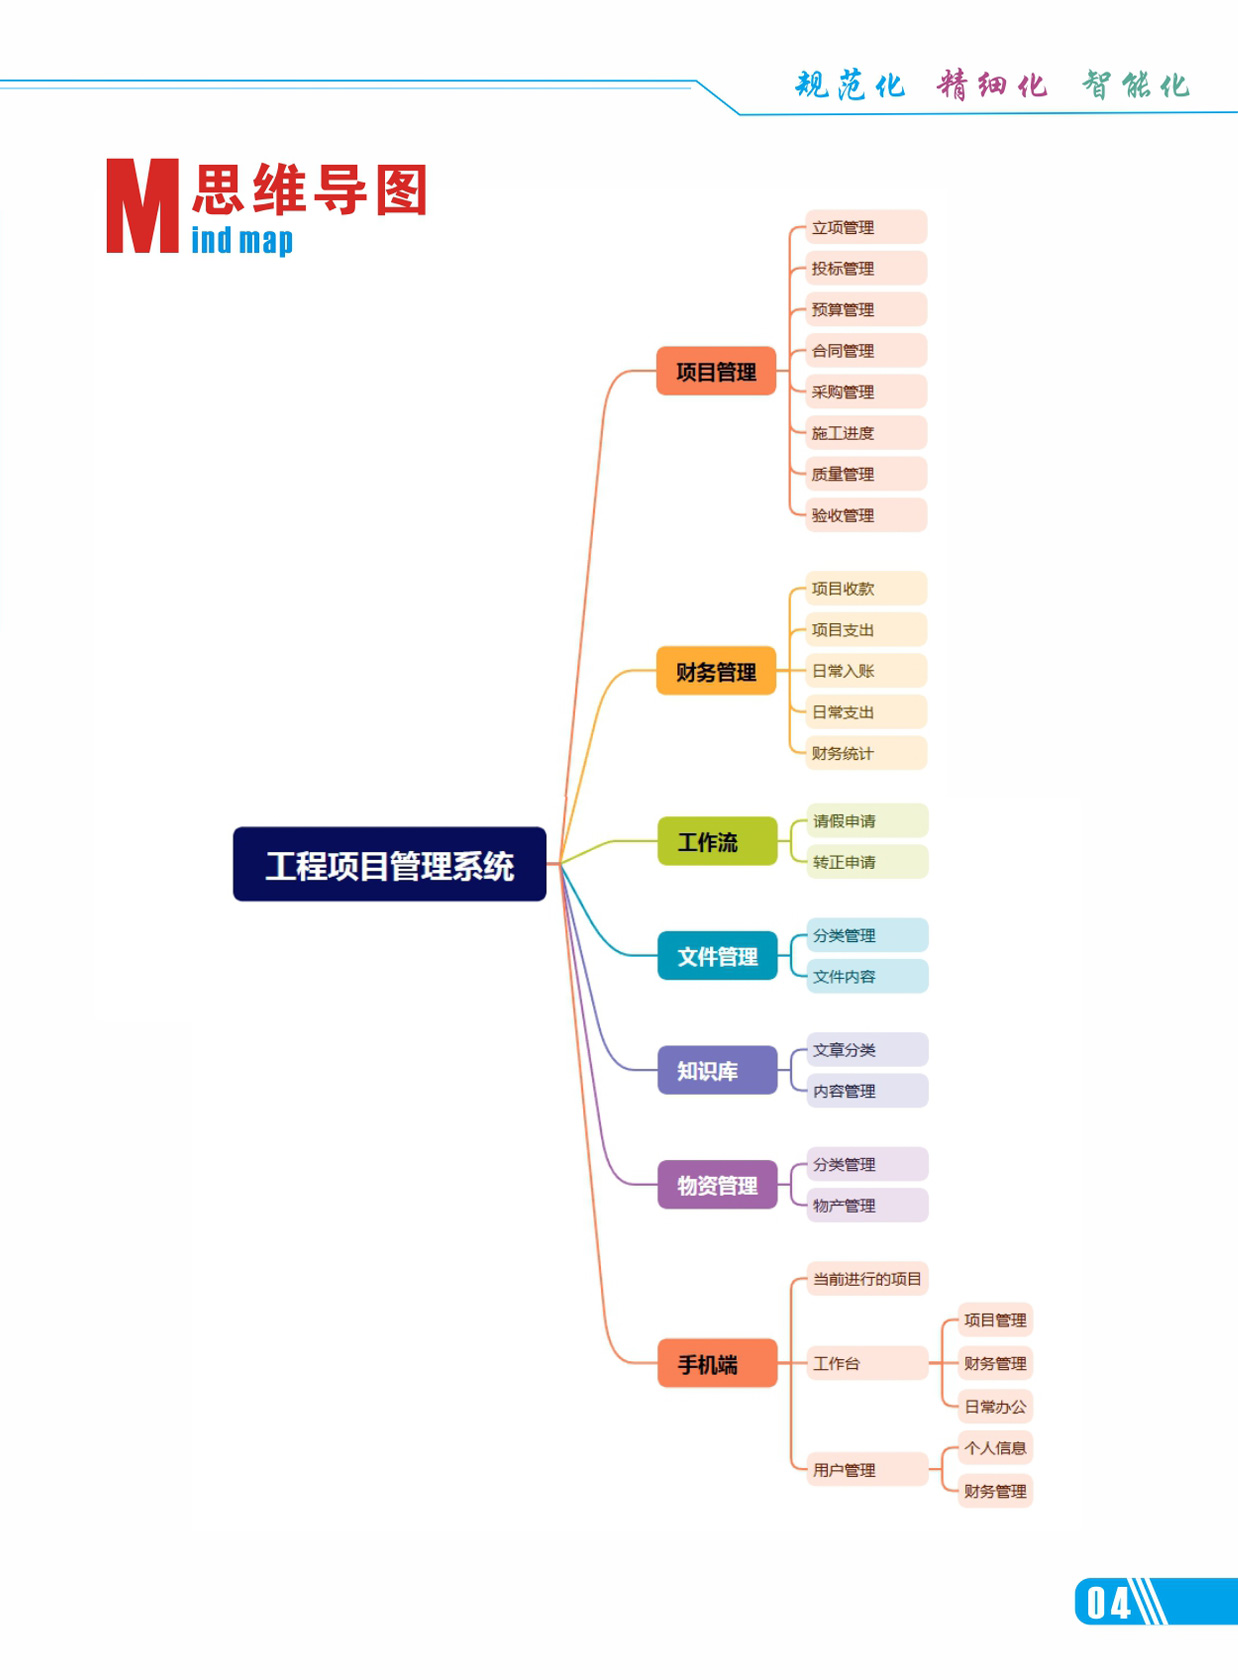 规范化 精细化 智能化
思维导图
Mind map
工程项目管理系统
项目管理
立项管理
投标管理
预算管理
合同管理
采购管理
施工进度
质量管理
验收管理
财务管理
项目收款
项目支出
日常入账
日常支出
财务统计
工作流
请假申请
转正申请
文件管理
分类管理
文件内容
知识库
文章分类
内容管理
物资管理
分类管理
物产管理
手机端
当前进行的项目
工作台
项目管理
财务管理
日常办公
用户管理
个人信息
财务管理
04